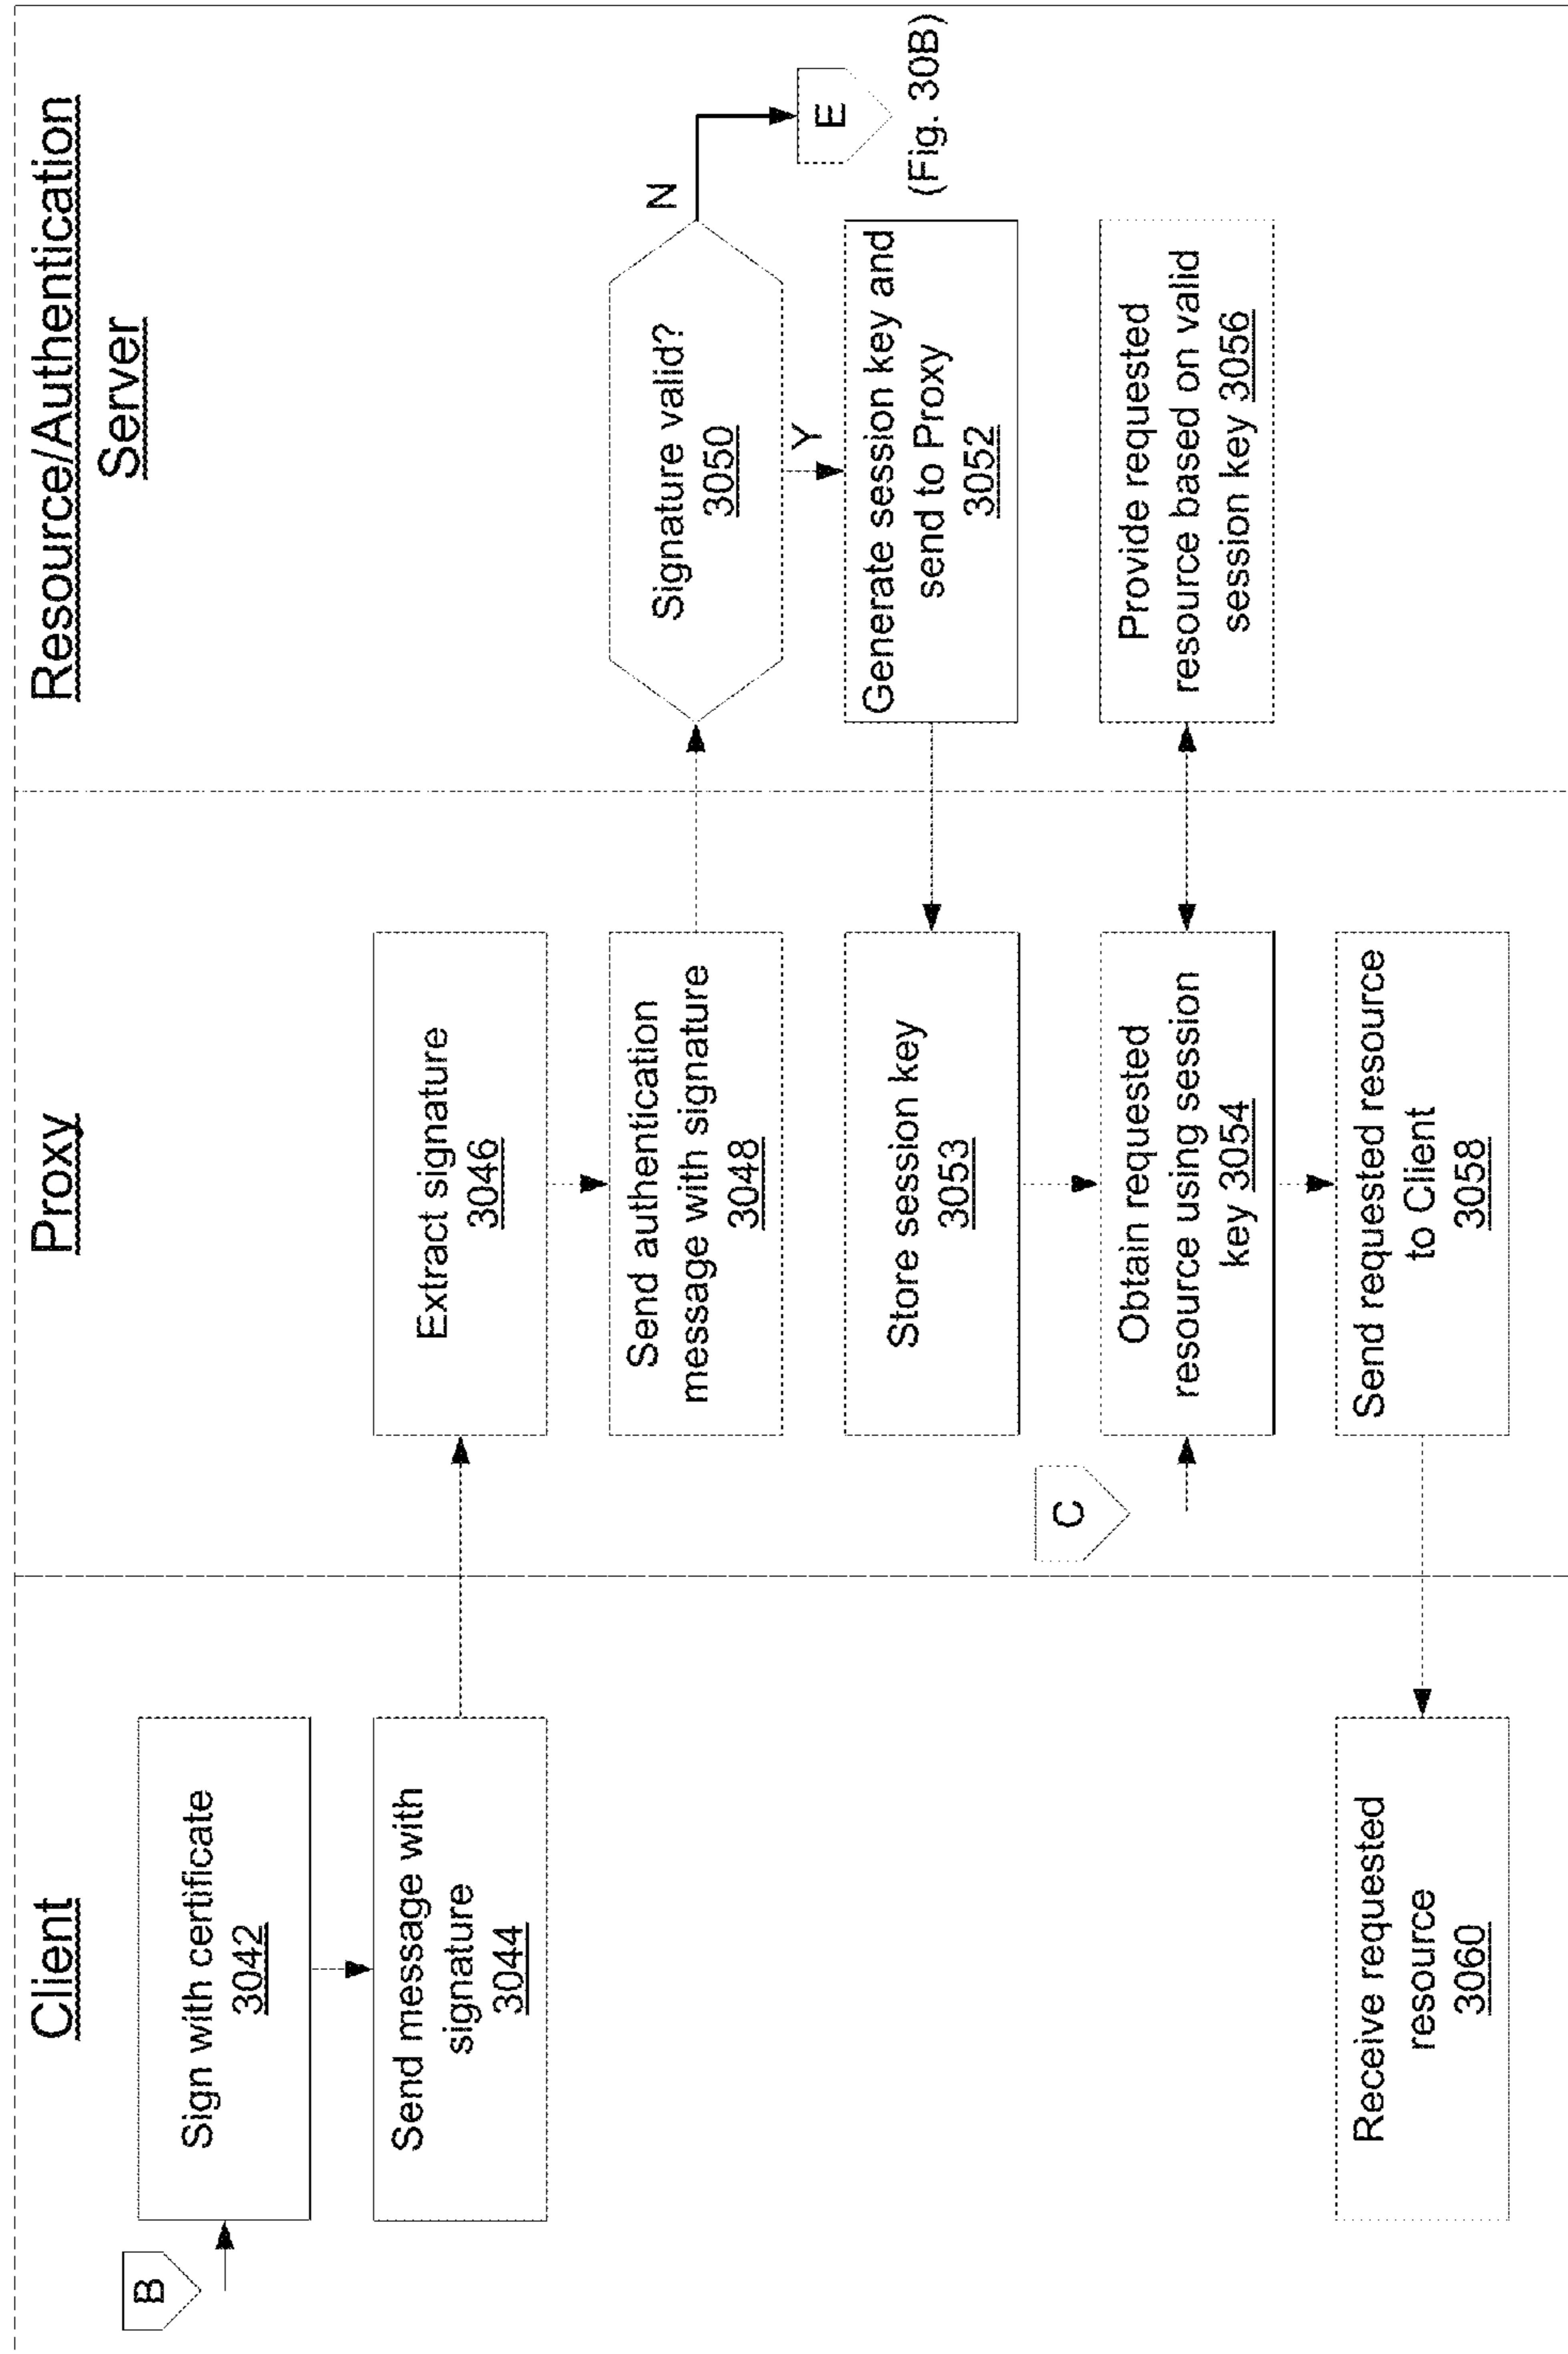 Client
Proxy
Resource/Authentication
Server
B
Sign with certificate
3042
Send message with
signature
3044
Extract signature
3046
Send authentication
message with signature
3048
Signature valid?
3050
N
E
(Fig. 30B)
Y
Generate session key and
send to Proxy
3052
Store session key
3053
C
Obtain requested
resource using session
key 3054
Provide requested
resource based on valid
session key 3056
Send requested resource
to Client
3058
Receive requested
resource
3060